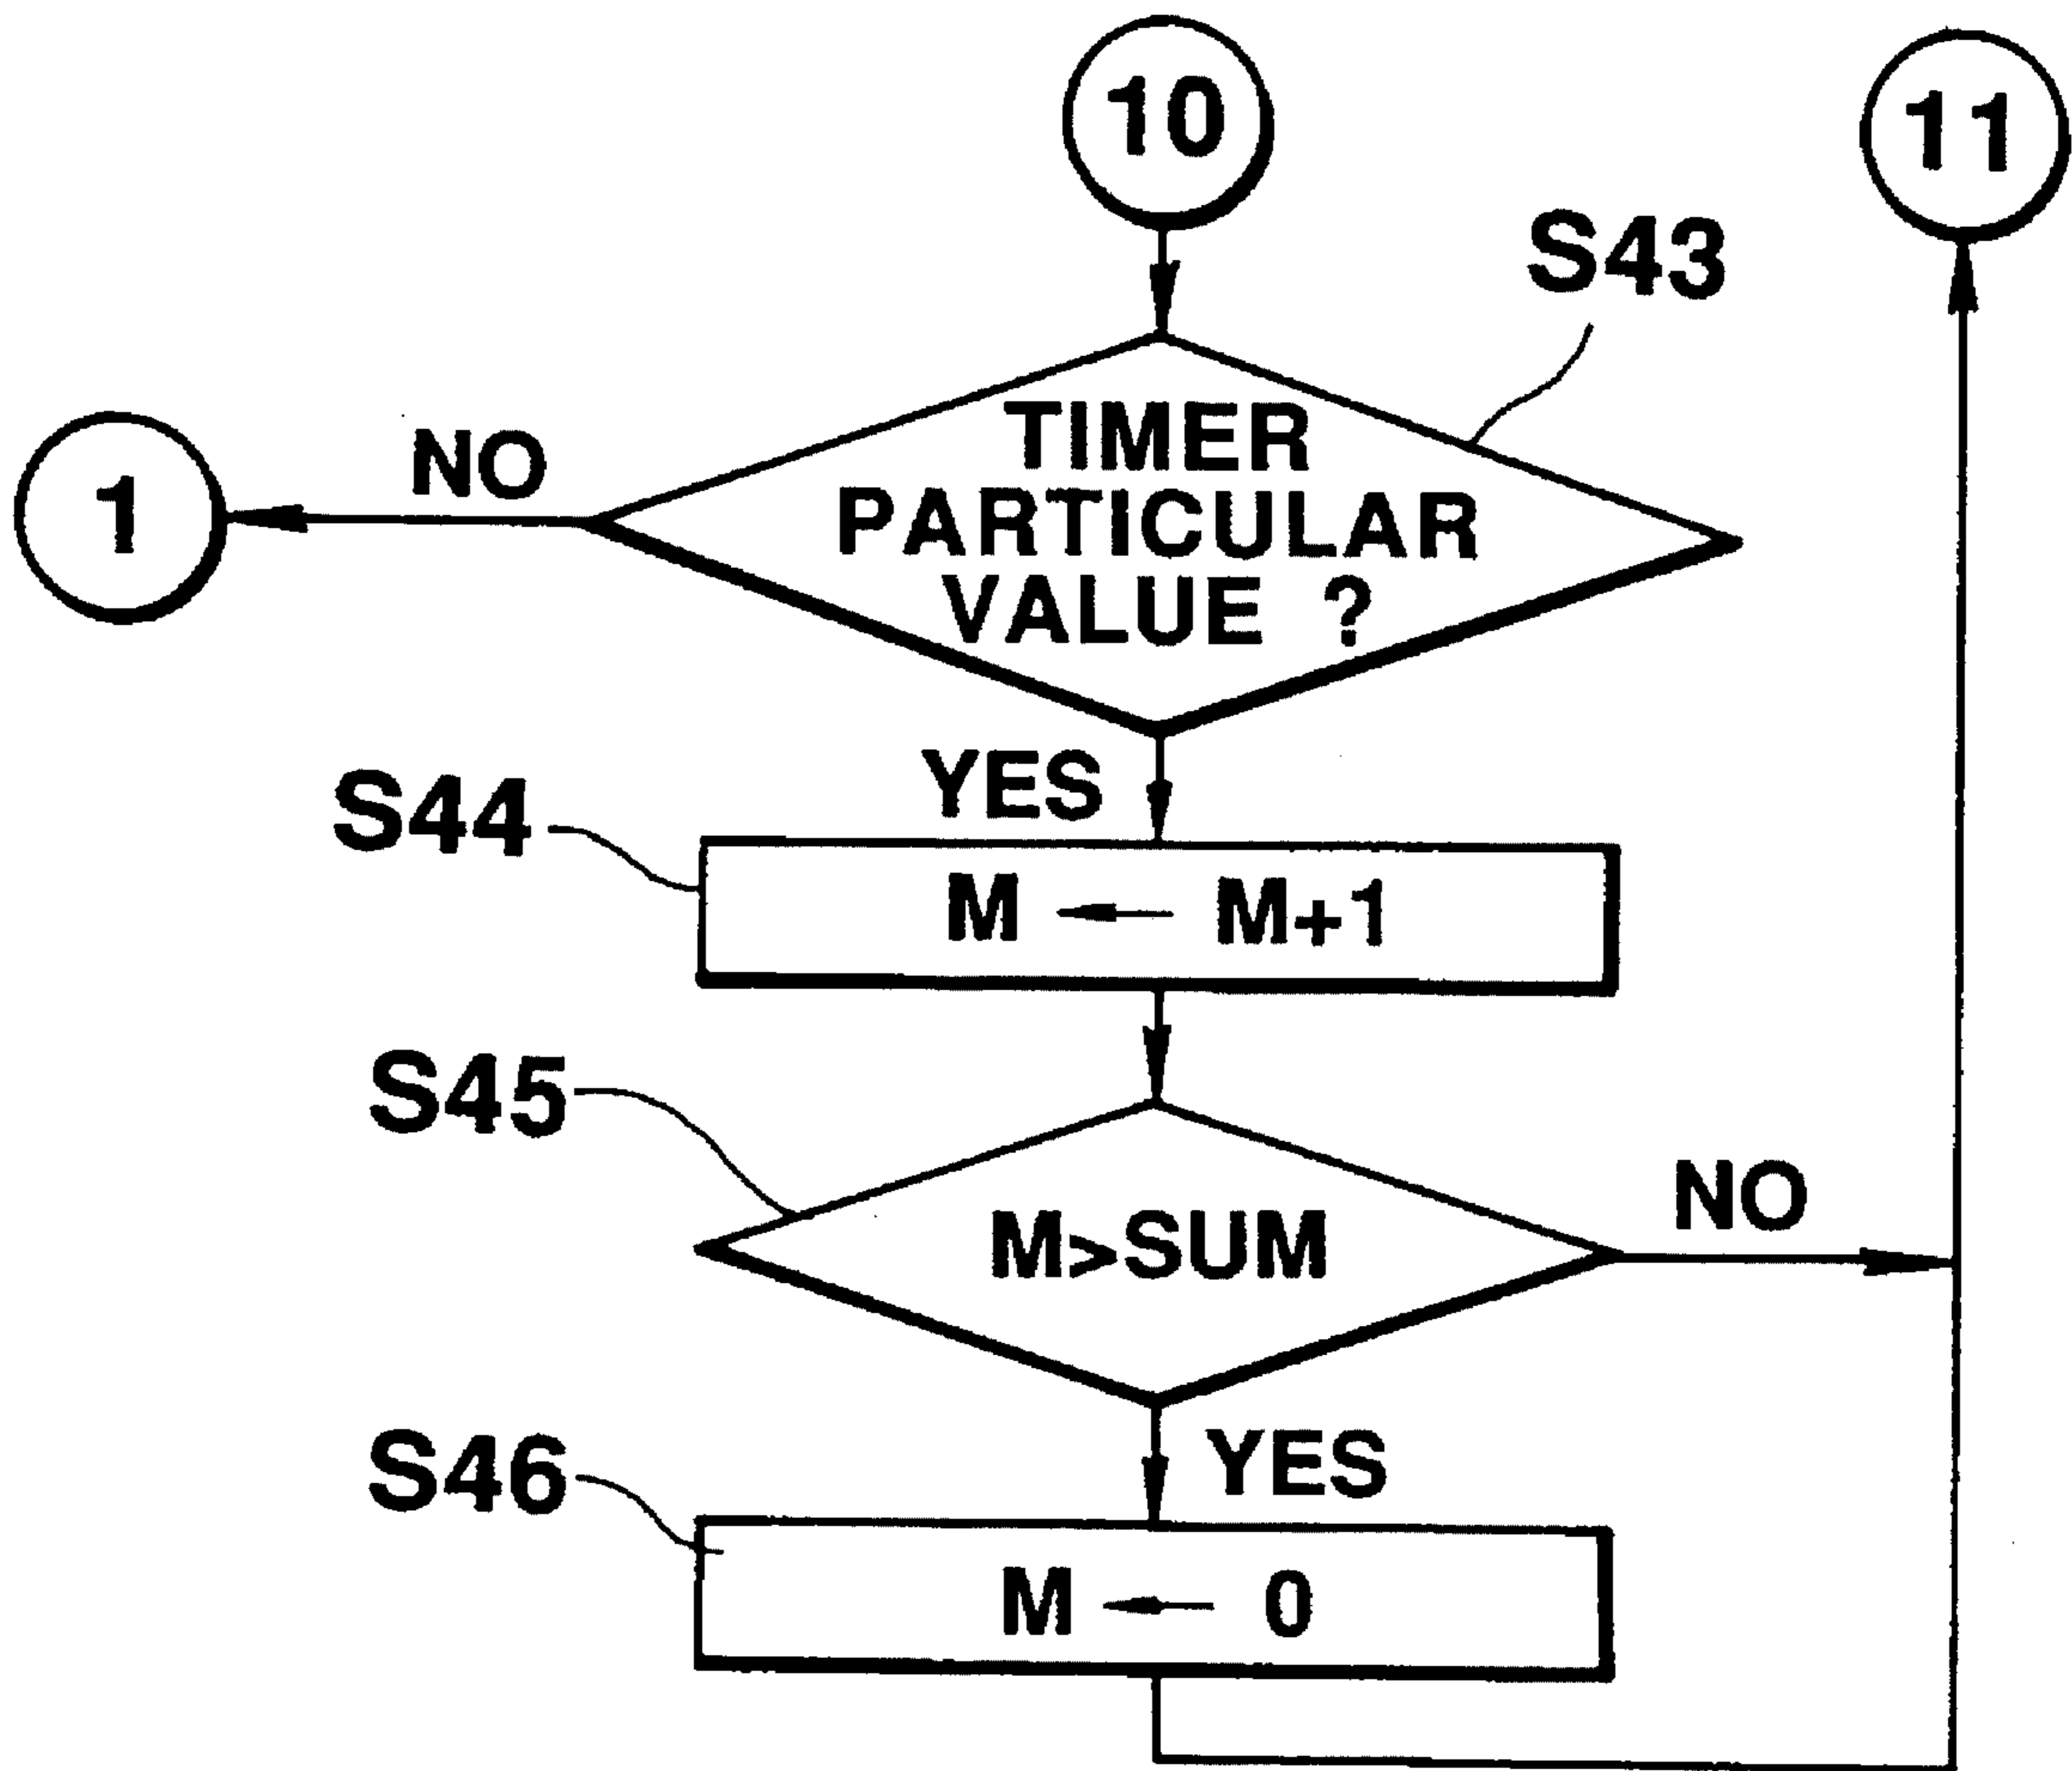 10
11
S43
TIMER
PARTICULAR
VALUE ?
NO
1
YES
S44
M ← M+1
S45
M>SUM
NO
YES
S46
M ← 0